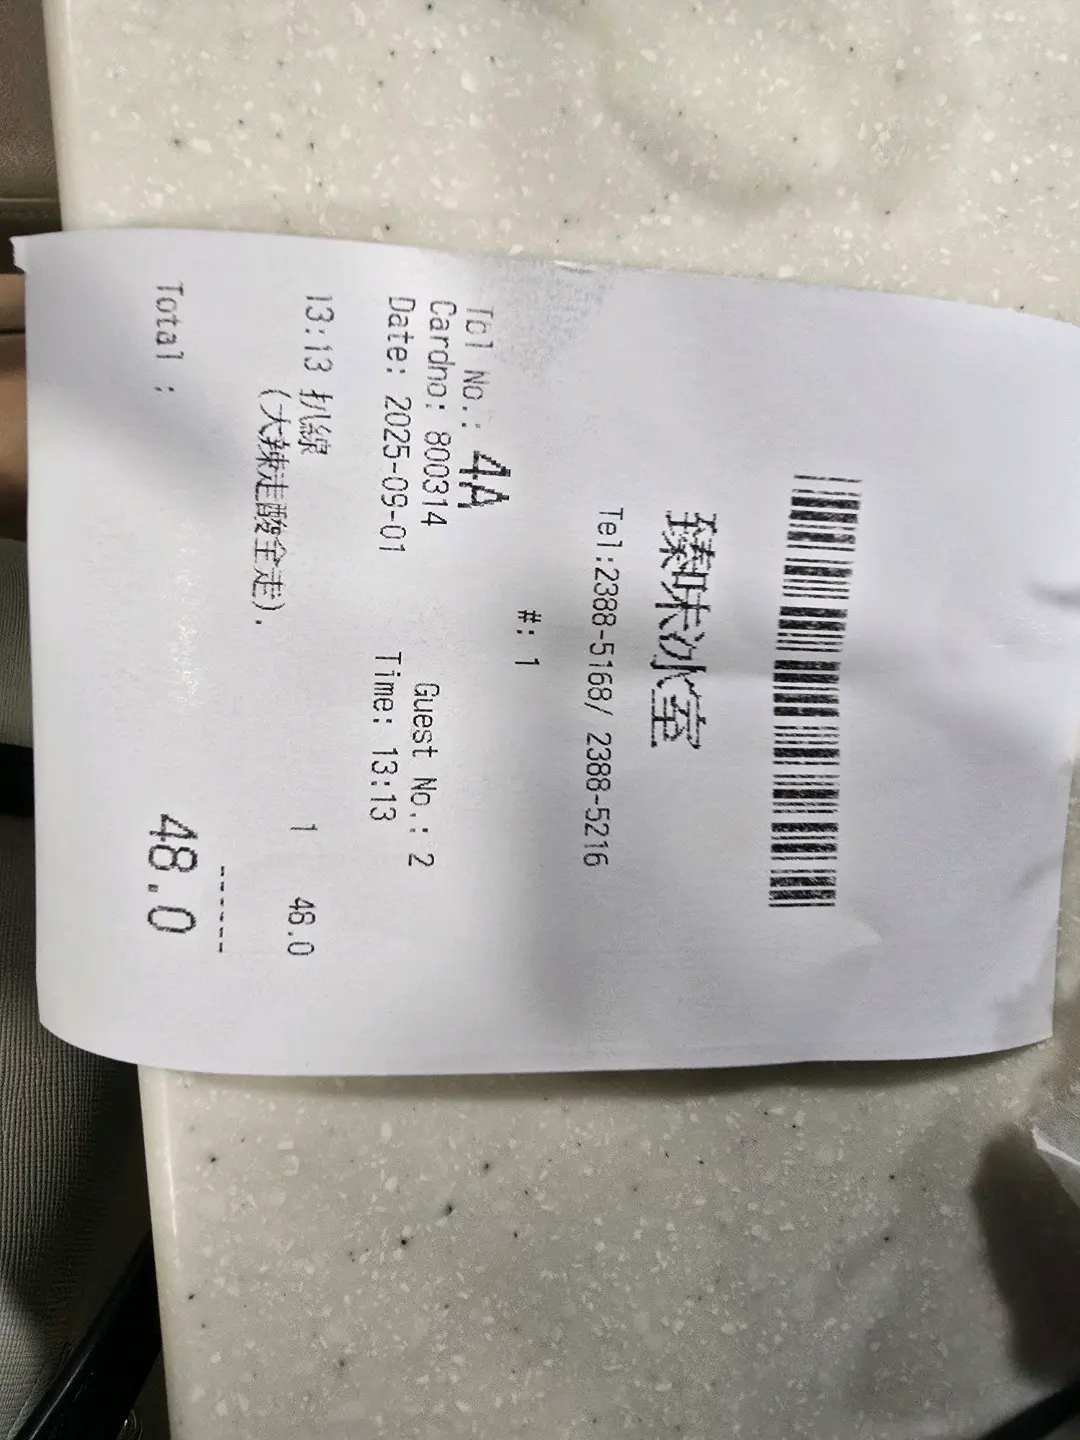 臻味冰室
Tel:2388-5168/ 2388-5216
#: 1
Tbl No.: 4A
Cardno: 800314 Guest No.: 2
Date: 2025-09-01 Time: 13:13
13:13 扒線 1 48.0
(大辣走酸全走).
------
Total : 48.0